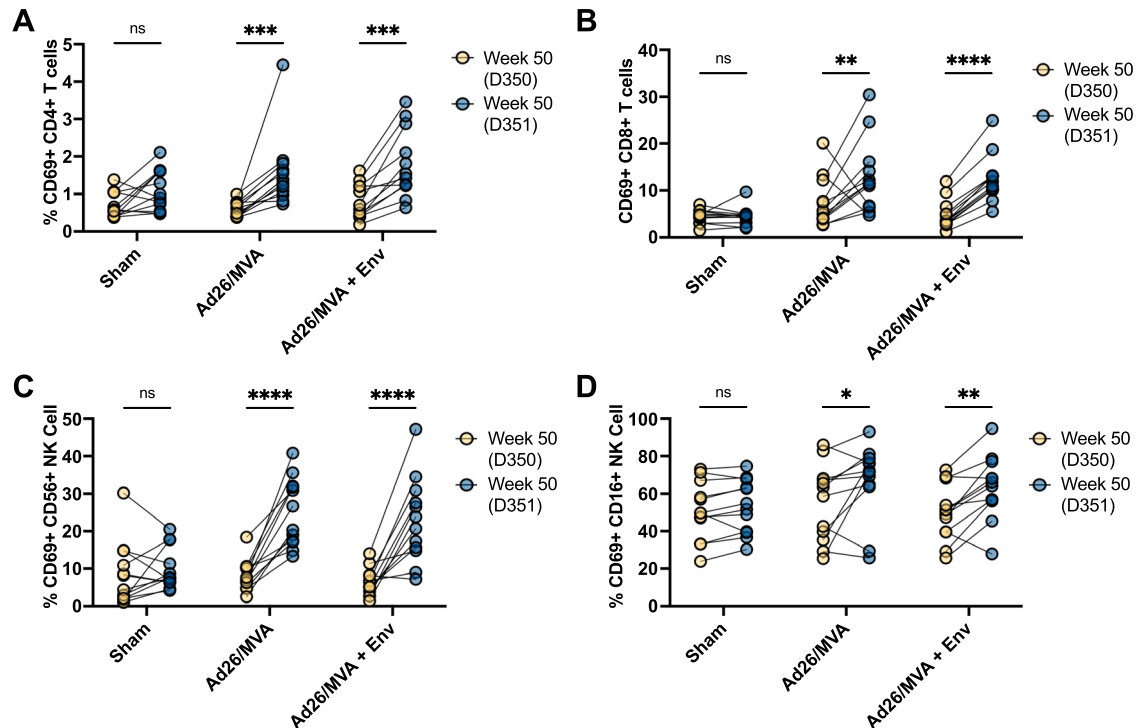 A
ns
***
***
% CD69+ CD4+ T cells
5
4
3
2
1
0
Sham
Ad26/MVA
Ad26/MVA + Env
Week 50
(D350)
Week 50
(D351)
B
ns
**
****
CD69+ CD8+ T cells
40
30
20
10
0
Sham
Ad26/MVA
Ad26/MVA + Env
Week 50
(D350)
Week 50
(D351)
C
ns
****
****
% CD69+ CD56+ NK Cell
50
40
30
20
10
0
Sham
Ad26/MVA
Ad26/MVA + Env
Week 50
(D350)
Week 50
(D351)
D
ns
*
**
% CD69+ CD16+ NK Cell
100
80
60
40
20
0
Sham
Ad26/MVA
Ad26/MVA + Env
Week 50
(D350)
Week 50
(D351)